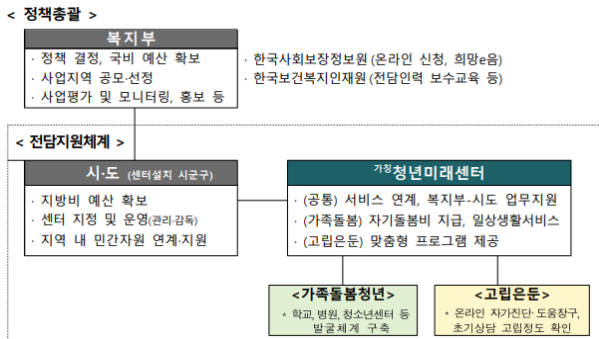 < 정책총괄 >
복지부
· 정책 결정, 국비 예산 확보
· 사업지역 공모·선정
· 사업평가 및 모니터링, 홍보 등
· 한국사회보장정보원(온라인 신청, 희망e음)
· 한국보건복지인재원(전담인력 보수교육 등)
< 전담지원체계 >
시·도 (센터설치 시군구)
· 지방비 예산 확보
· 센터 지정 및 운영(관리·감독)
· 지역 내 민간자원 연계·지원
가칭청년미래센터
· (공통) 서비스 연계, 복지부-시도 업무지원
· (가족돌봄) 자기돌봄비 지급, 일상생활서비스
· (고립은둔) 맞춤형 프로그램 제공
<가족돌봄청년>
* 학교, 병원, 청소년센터 등
발굴체계 구축
<고립은둔>
* 온라인 자가진단·도움창구,
초기상담 고립정도 확인